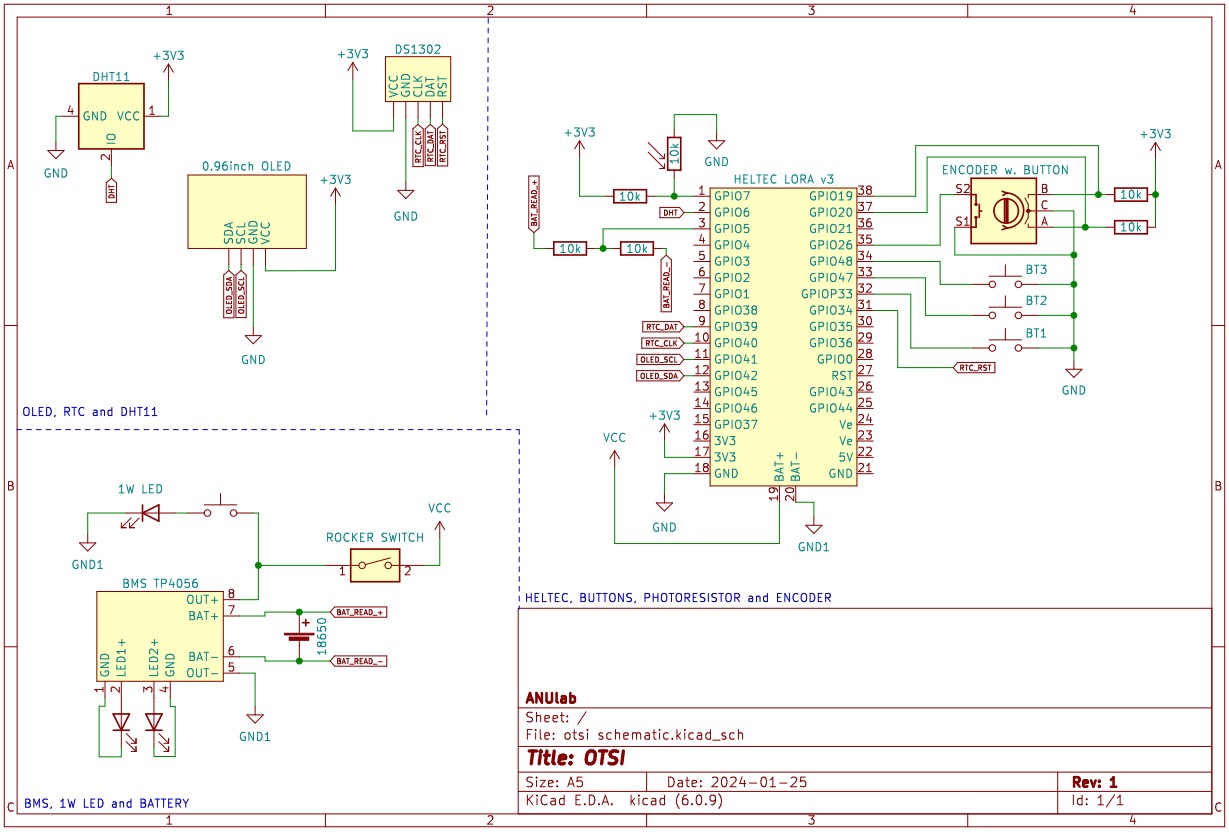 1 2 3 4
A
B
C
DHT11
+3V3
4 GND VCC 1
IO
2
GND
DHT
+3V3
DS1302
VCC
GND
CLK
DAT
RST
RTC_CLK
RTC_DAT
RTC_RST
GND
0.96inch OLED
+3V3
SDA
SCL
GND
VCC
OLED_SDA
OLED_SCL
GND
OLED, RTC and DHT11
+3V3
10k
GND
10k
BAT_READ_+
DHT
10k
10k
BAT_READ_-
RTC_DAT
RTC_CLK
OLED_SCL
OLED_SDA
+3V3
VCC
GND
HELTEC LORA v3
1 GPIO7 GPIO19 38
2 GPIO6 GPIO20 37
3 GPIO5 GPIO21 36
4 GPIO4 GPIO26 35
5 GPIO3 GPIO48 34
6 GPIO2 GPIO47 33
7 GPIO1 GPIOP33 32
8 GPIO38 GPIO34 31
9 GPIO39 GPIO35 30
10 GPIO40 GPIO36 29
11 GPIO41 GPIO0 28
12 GPIO42 RST 27
13 GPIO45 GPIO43 26
14 GPIO46 GPIO44 25
15 GPIO37 Ve 24
16 3V3 Ve 23
17 3V3 5V 22
18 GND GND 21
BAT+
BAT-
19
20
GND1
+3V3
ENCODER w. BUTTON
S2 B
C
S1 A
10k
10k
BT3
BT2
BT1
RTC_RST
GND
HELTEC, BUTTONS, PHOTORESISTOR and ENCODER
1W LED
GND1
VCC
ROCKER SWITCH
1 2
BMS TP4056
OUT+ 8
BAT+ 7
BAT- 6
OUT- 5
GND
LED1+
LED2+
GND
1 2 3 4
BAT_READ_+
+
18650
BAT_READ_-
GND1
BMS, 1W LED and BATTERY
ANUlab
Sheet: /
File: otsi schematic.kicad_sch
Title: OTSI
Size: A5 Date: 2024-01-25 Rev: 1
KiCad E.D.A. kicad (6.0.9) Id: 1/1
A
B
C
1 2 3 4